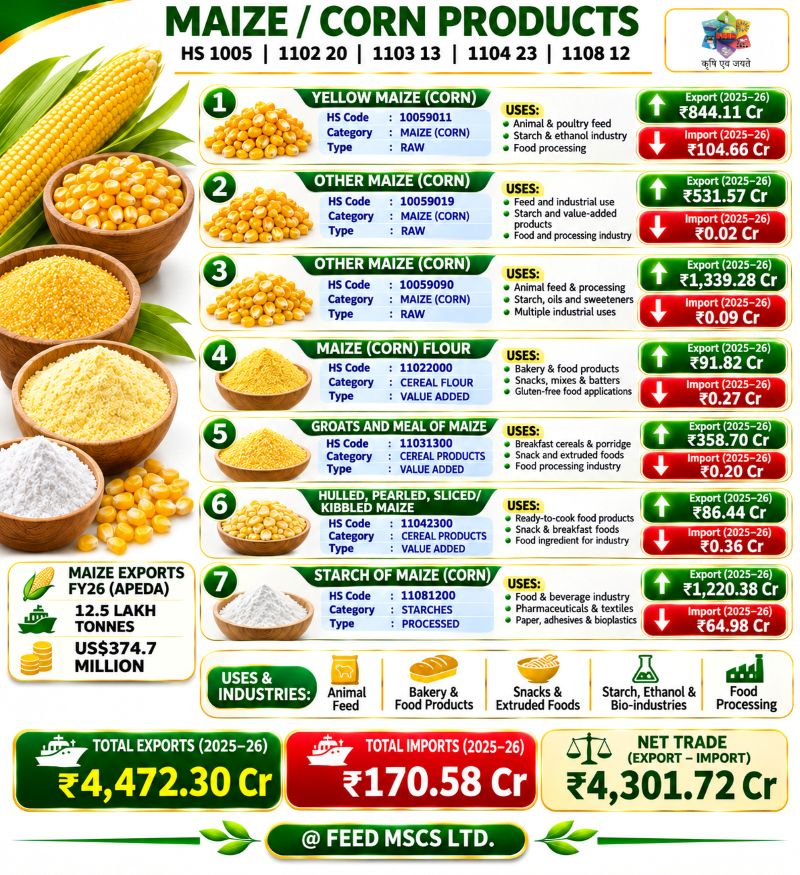 MAIZE / CORN PRODUCTS
HS 1005 | 1102 20 | 1103 13 | 1104 23 | 1108 12
कृषि एव जयते
1
YELLOW MAIZE (CORN)
HS Code : 10059011
Category : MAIZE (CORN)
Type : RAW
USES:
Animal & poultry feed
Starch & ethanol industry
Food processing
Export (2025–26)
₹844.11 Cr
Import (2025–26)
₹104.66 Cr
2
OTHER MAIZE (CORN)
HS Code : 10059019
Category : MAIZE (CORN)
Type : RAW
USES:
Feed and industrial use
Starch and value-added
products
Food and processing industry
Export (2025–26)
₹531.57 Cr
Import (2025–26)
₹0.02 Cr
3
OTHER MAIZE (CORN)
HS Code : 10059090
Category : MAIZE (CORN)
Type : RAW
USES:
Animal feed & processing
Starch, oils and sweeteners
Multiple industrial uses
Export (2025–26)
₹1,339.28 Cr
Import (2025–26)
₹0.09 Cr
4
MAIZE (CORN) FLOUR
HS Code : 11022000
Category : CEREAL FLOUR
Type : VALUE ADDED
USES:
Bakery & food products
Snacks, mixes & batters
Gluten-free food applications
Export (2025–26)
₹91.82 Cr
Import (2025–26)
₹0.27 Cr
5
GROATS AND MEAL OF MAIZE
HS Code : 11031300
Category : CEREAL PRODUCTS
Type : VALUE ADDED
USES:
Breakfast cereals & porridge
Snack and extruded foods
Food processing industry
Export (2025–26)
₹358.70 Cr
Import (2025–26)
₹0.20 Cr
6
HULLED, PEARLED, SLICED/
KIBBLED MAIZE
HS Code : 11042300
Category : CEREAL PRODUCTS
Type : VALUE ADDED
USES:
Ready-to-cook food products
Snack & breakfast foods
Food ingredient for industry
Export (2025–26)
₹86.44 Cr
Import (2025–26)
₹0.36 Cr
7
STARCH OF MAIZE (CORN)
HS Code : 11081200
Category : STARCHES
Type : PROCESSED
USES:
Food & beverage industry
Pharmaceuticals & textiles
Paper, adhesives & bioplastics
Export (2025–26)
₹1,220.38 Cr
Import (2025–26)
₹64.98 Cr
MAIZE EXPORTS
FY26 (APEDA)
12.5 LAKH
TONNES
US$374.7
MILLION
USES &
INDUSTRIES:
Animal
Feed
Bakery &
Food Products
Snacks &
Extruded Foods
Starch, Ethanol &
Bio-industries
Food
Processing
TOTAL EXPORTS (2025–26)
₹4,472.30 Cr
TOTAL IMPORTS (2025–26)
₹170.58 Cr
NET TRADE
(EXPORT – IMPORT)
₹4,301.72 Cr
@ FEED MSCS LTD.